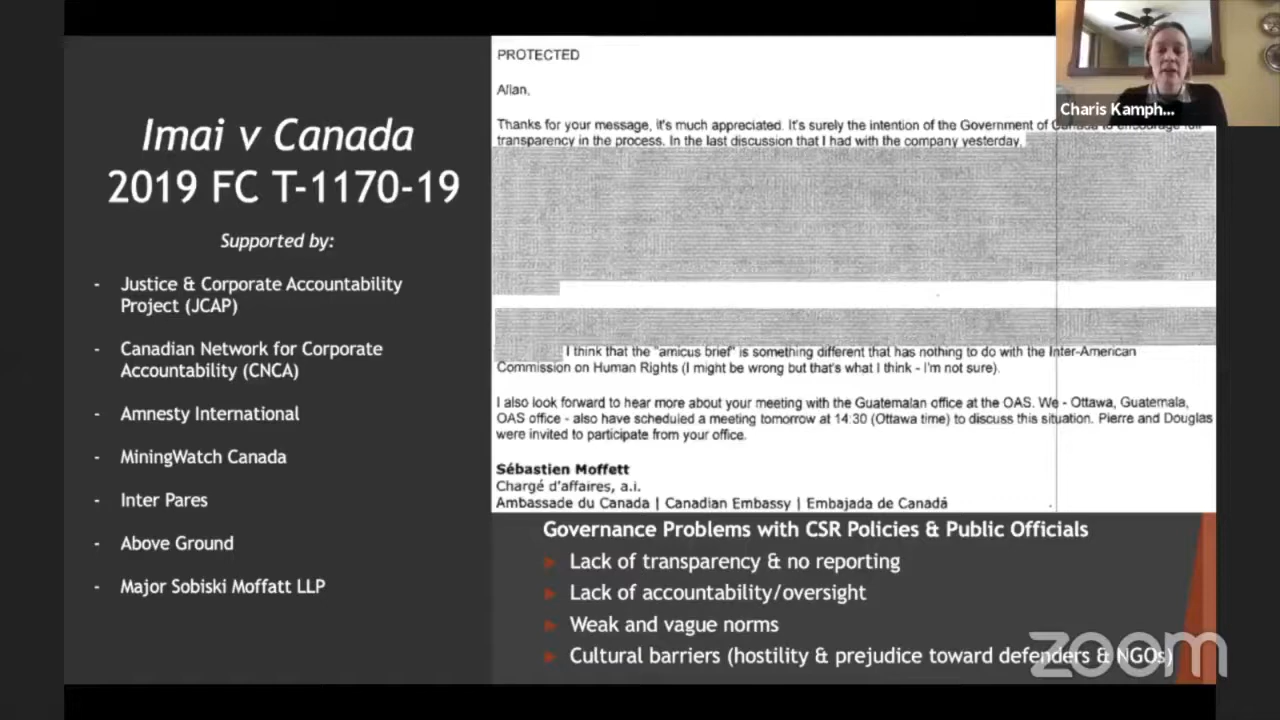 Imai v Canada
2019 FC T-1170-19
Supported by:
- Justice & Corporate Accountability
Project (JCAP)
- Canadian Network for Corporate
Accountability (CNCA)
- Amnesty International
- MiningWatch Canada
- Inter Pares
- Above Ground
- Major Sobiski Moffatt LLP
PROTECTED
Allan,
Thanks for your message, it's much appreciated. It's surely the intention of the Government of Canada to encourage full
transparency in the process. In the last discussion that I had with the company yesterday,
I think that the "amicus brief" is something different that has nothing to do with the Inter-American
Commission on Human Rights (I might be wrong but that's what I think - I'm not sure).
I also look forward to hear more about your meeting with the Guatemalan office at the OAS. We - Ottawa, Guatemala,
OAS office - also have scheduled a meeting tomorrow at 14:30 (Ottawa time) to discuss this situation. Pierre and Douglas
were invited to participate from your office.
Sébastien Moffett
Chargé d'affaires, a.i.
Ambassade du Canada | Canadian Embassy | Embajada de Canadá
Governance Problems with CSR Policies & Public Officials
Lack of transparency & no reporting
Lack of accountability/oversight
Weak and vague norms
Cultural barriers (hostility & prejudice toward defenders & NGOs)
Charis Kamph...
zoom